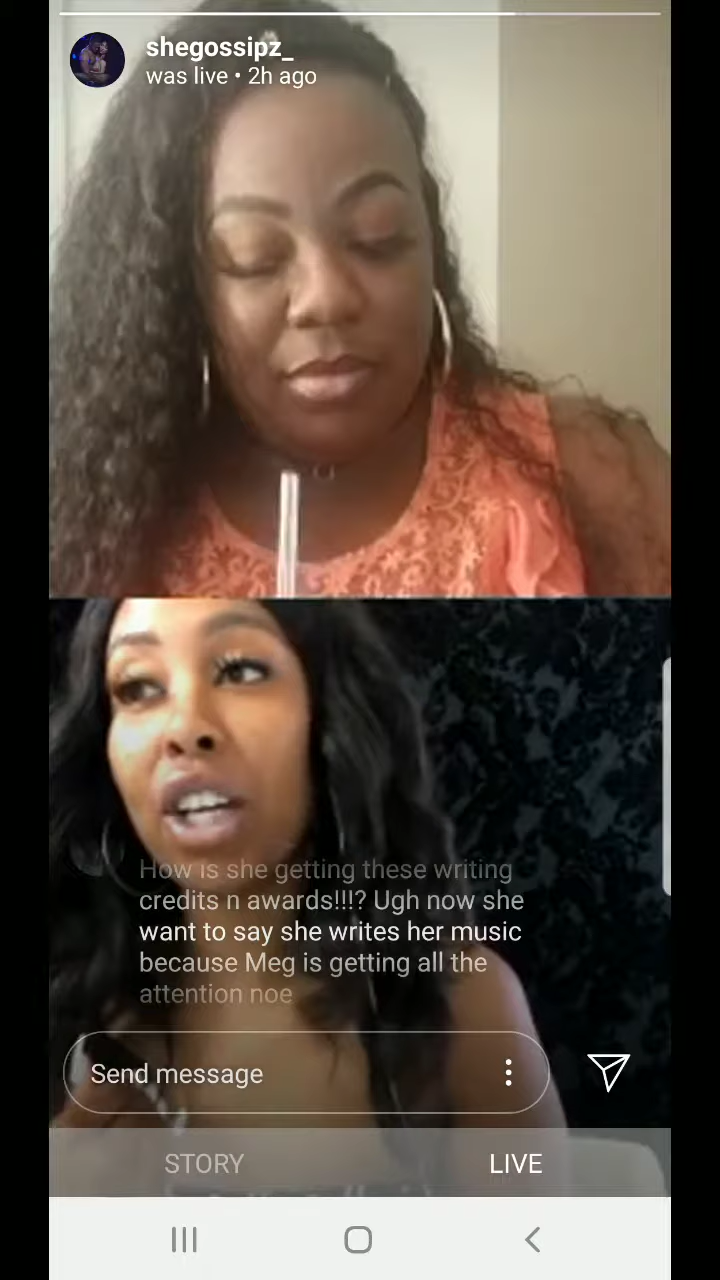 shegossipz_
was live • 2h ago
How is she getting these writing
credits n awards!!!? Ugh now she
want to say she writes her music
because Meg is getting all the
attention noe
Send message
STORY
LIVE